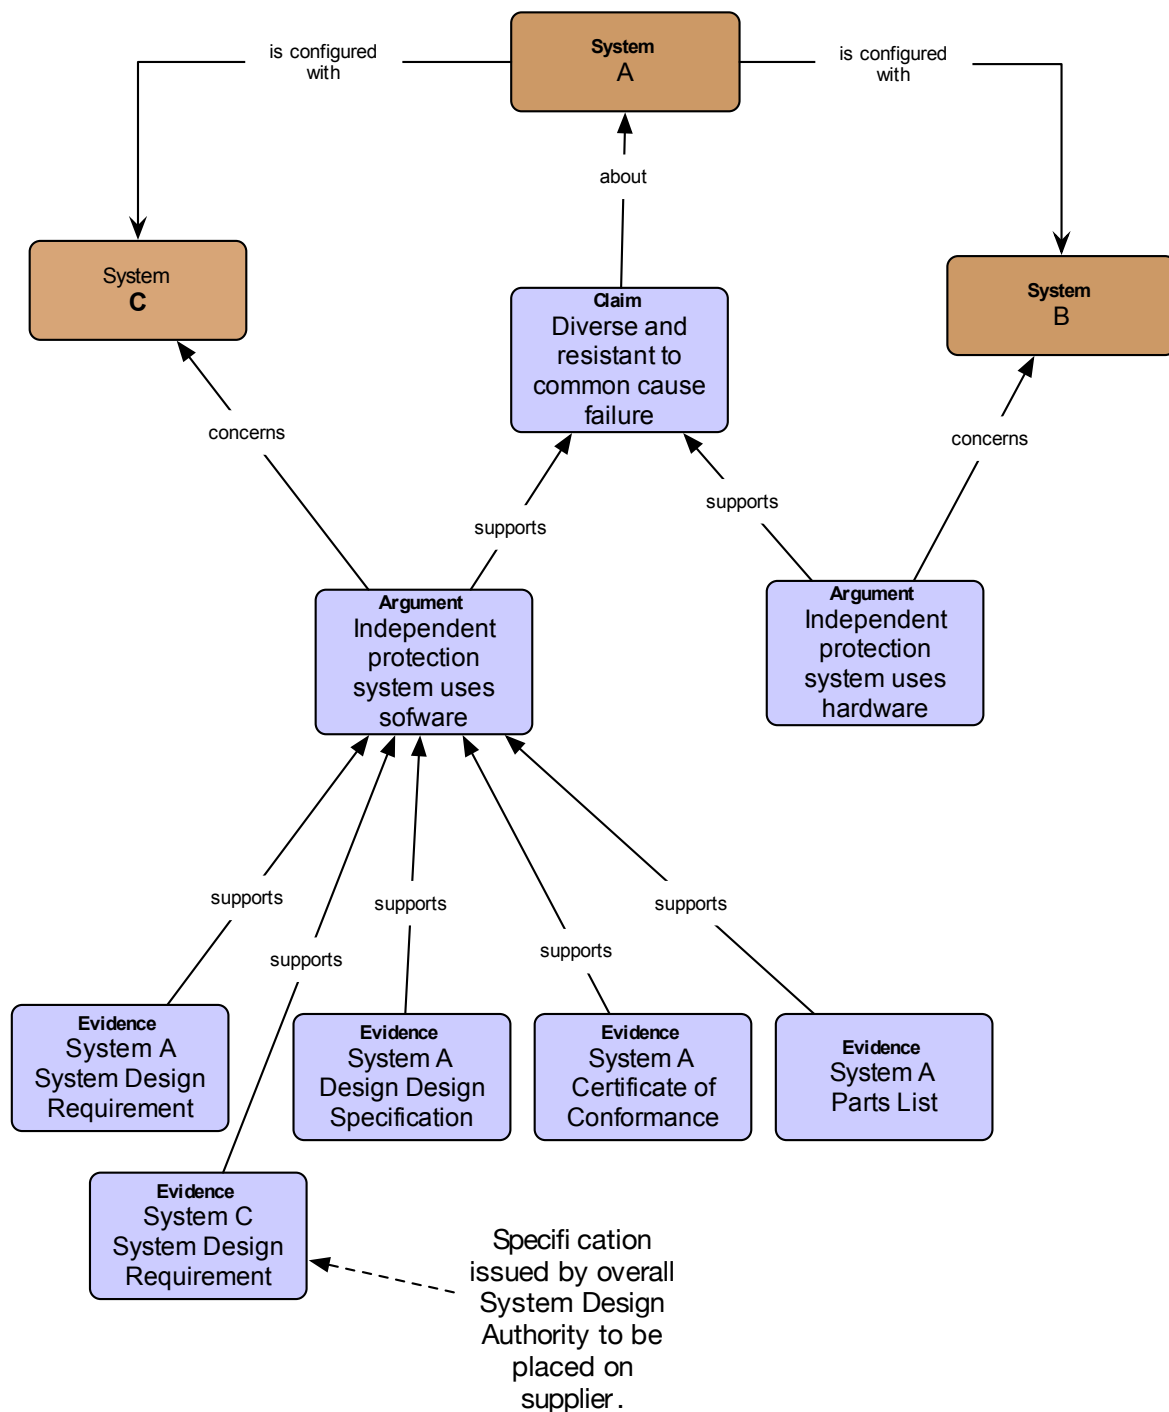 System
A
is configured
with
is configured
with
about
System
C
Claim
Diverse and
resistant to
common cause
failure
System
B
concerns
supports
supports
concerns
Argument
Independent
protection
system uses
sofware
Argument
Independent
protection
system uses
hardware
supports
supports
supports
supports
supports
Evidence
System A
System Design
Requirement
Evidence
System A
Design Design
Specification
Evidence
System A
Certificate of
Conformance
Evidence
System A
Parts List
Evidence
System C
System Design
Requirement
Specifi cation
issued by overall
System Design
Authority to be
placed on
supplier.